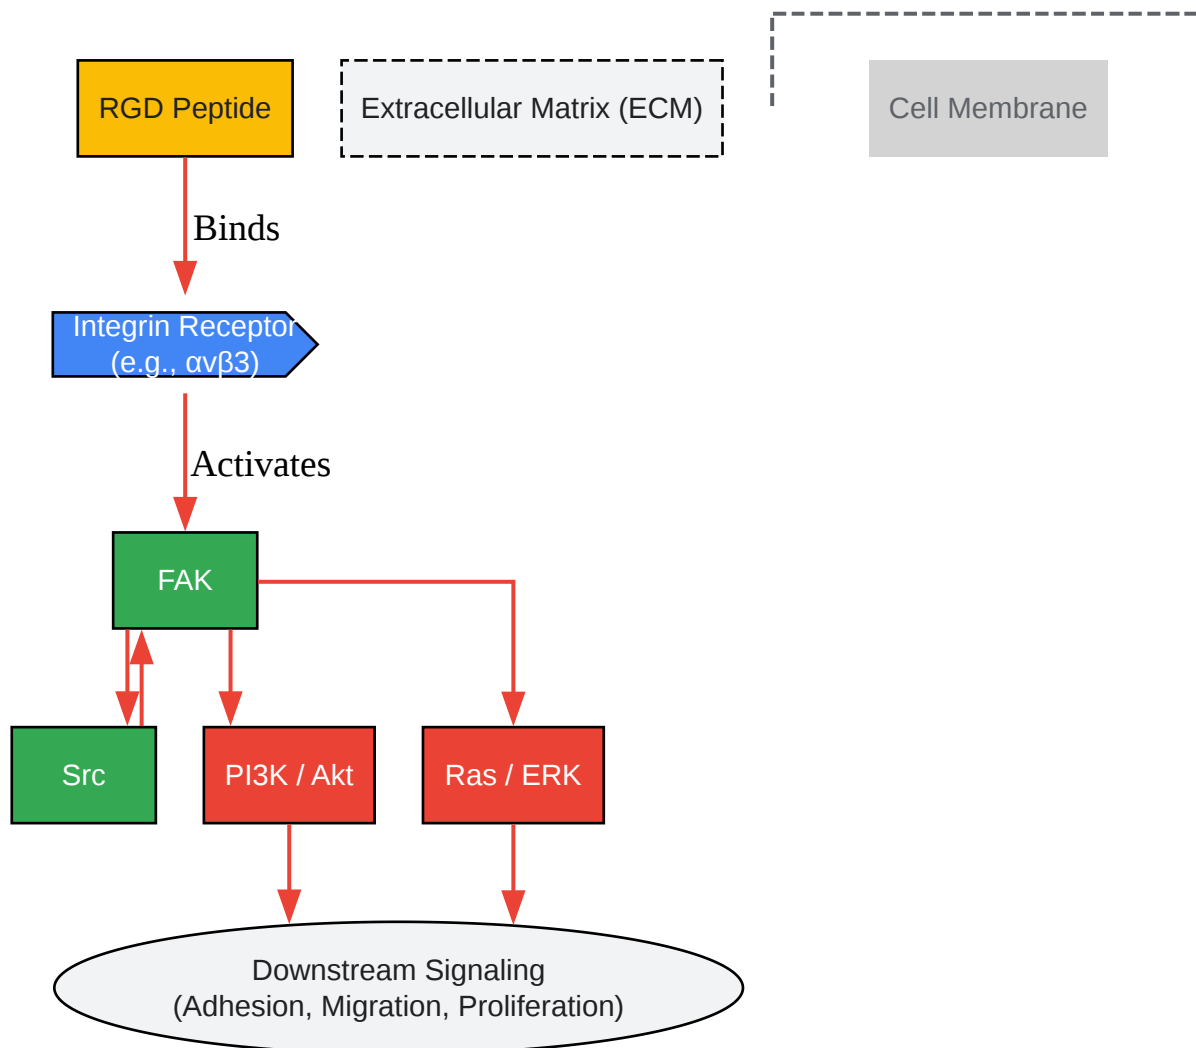 RGD Peptide
Extracellular Matrix (ECM)
Cell Membrane
Binds
Integrin Receptor
(e.g., αvβ3)
Activates
FAK
Src
PI3K / Akt
Ras / ERK
Downstream Signaling
(Adhesion, Migration, Proliferation)